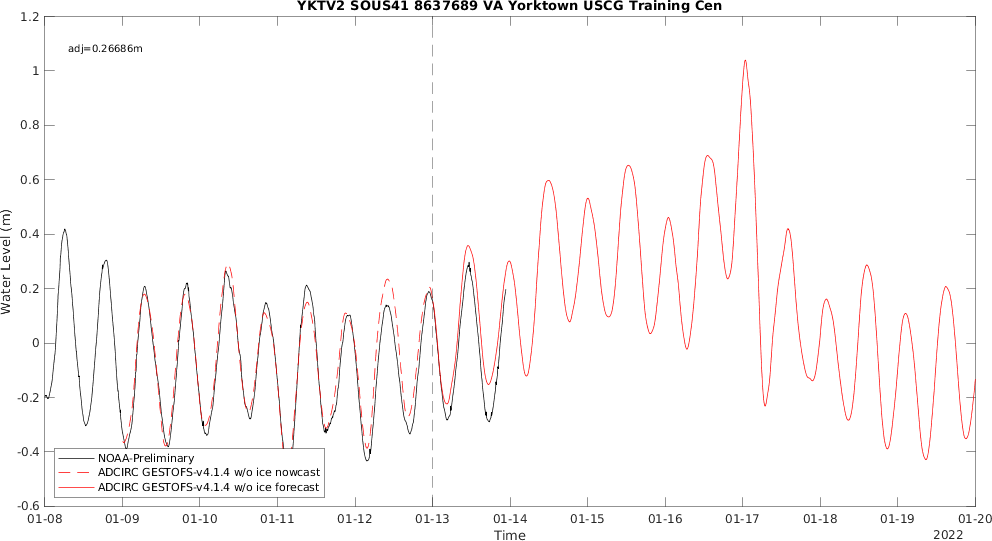 YKTV2 SOUS41 8637689 VA Yorktown USCG Training Cen
adj=0.26686m
Water Level (m)
1.2
1
0.8
0.6
0.4
0.2
0
-0.2
-0.4
-0.6
NOAA-Preliminary
ADCIRC GESTOFS-v4.1.4 w/o ice nowcast
ADCIRC GESTOFS-v4.1.4 w/o ice forecast
01-08 01-09 01-10 01-11 01-12 01-13 01-14 01-15 01-16 01-17 01-18 01-19 01-20
Time
2022